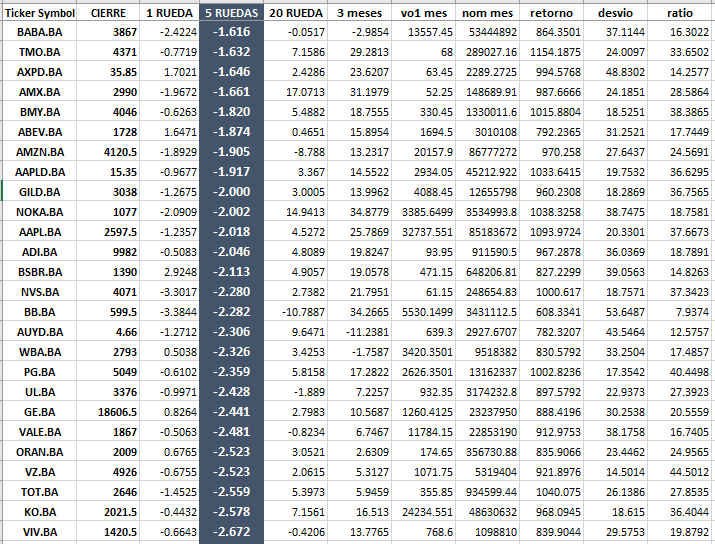 Ticker Symbol CIERRE 1 RUEDA 5 RUEDAS 20 RUEDA 3 meses vo1 mes nom mes retorno desvio ratio
BABA.BA 3867 -2.4224 -1.616 -0.0517 -2.9854 13557.45 53444892 864.3501 37.1144 16.3022
TMO.BA 4371 -0.7719 -1.632 7.1586 29.2813 68 289027.16 1154.1875 24.0097 33.6502
AXPD.BA 35.85 1.7021 -1.646 2.4286 23.6207 63.45 2289.2725 994.5768 48.8302 14.2577
AMX.BA 2990 -1.9672 -1.661 17.0713 31.1979 52.25 148689.91 987.6666 24.1851 28.5864
BMY.BA 4046 -0.6263 -1.820 5.4882 18.7555 330.45 1330011.6 1015.8804 18.5251 38.3865
ABEV.BA 1728 1.6471 -1.874 0.4651 15.8954 1694.5 3010108 792.2365 31.2521 17.7449
AMZN.BA 4120.5 -1.8929 -1.905 -8.788 13.2317 20157.9 86777272 970.258 27.6437 24.5691
AAPLD.BA 15.35 -0.9677 -1.917 3.367 14.5522 2934.05 45212.922 1033.6415 19.7532 36.6295
GILD.BA 3038 -1.2675 -2.000 3.0005 13.9962 4088.45 12655798 960.2308 18.2869 36.7565
NOKA.BA 1077 -2.0909 -2.002 14.9413 34.8779 3385.6499 3534993.8 1038.3258 38.7475 18.7581
AAPL.BA 2597.5 -1.2357 -2.018 4.5272 25.7869 32737.551 85183672 1093.9724 20.3301 37.6673
ADI.BA 9982 -0.5083 -2.046 4.8089 19.8247 93.95 911590.5 967.2878 36.0369 18.7891
BSBR.BA 1390 2.9248 -2.113 4.9057 19.0578 471.15 648206.81 827.2299 39.0563 14.8263
NVS.BA 4071 -3.3017 -2.280 2.7382 21.7951 61.15 248654.83 1000.617 18.7571 37.3423
BB.BA 599.5 -3.3844 -2.282 -10.7887 34.2665 5530.1499 3431112.5 608.3341 53.6487 7.9374
AUYD.BA 4.66 -1.2712 -2.306 9.6471 -11.2381 639.3 2927.6707 782.3207 43.5464 12.5757
WBA.BA 2793 0.5038 -2.326 3.4253 -1.7587 3420.3501 9518382 830.5792 33.2504 17.4857
PG.BA 5049 -0.6102 -2.359 5.8158 17.2822 2626.3501 13162337 1002.8236 17.3542 40.4498
UL.BA 3376 -0.9971 -2.428 -1.889 7.2257 932.35 3174232.8 897.5792 22.9373 27.3923
GE.BA 18606.5 0.8264 -2.441 2.7983 10.5687 1260.4125 23237950 888.4196 30.2538 20.5559
VALE.BA 1867 -0.5063 -2.481 -0.8234 6.7467 11784.15 22853190 912.9753 38.1758 16.7405
ORAN.BA 2009 0.6765 -2.523 3.0521 2.6309 174.65 356730.88 835.9066 23.4462 24.9565
VZ.BA 4926 -0.6755 -2.523 2.0615 5.3127 1071.75 5319404 921.8976 14.5014 44.5012
TOT.BA 2646 -1.4525 -2.559 5.3973 5.9459 355.85 934599.44 1040.075 26.1386 27.8535
KO.BA 2021.5 -0.4432 -2.578 7.1561 16.513 24234.551 48630632 968.0945 18.615 36.4044
VIV.BA 1420.5 -0.6643 -2.672 -0.4206 13.7765 768.6 1098810 839.9044 29.5753 19.8792